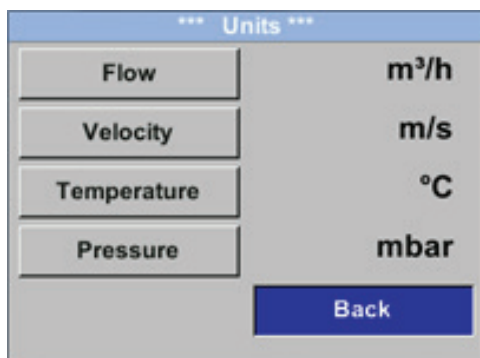 *** Units ***
Flow m³/h
Velocity m/s
Temperature °C
Pressure mbar
Back